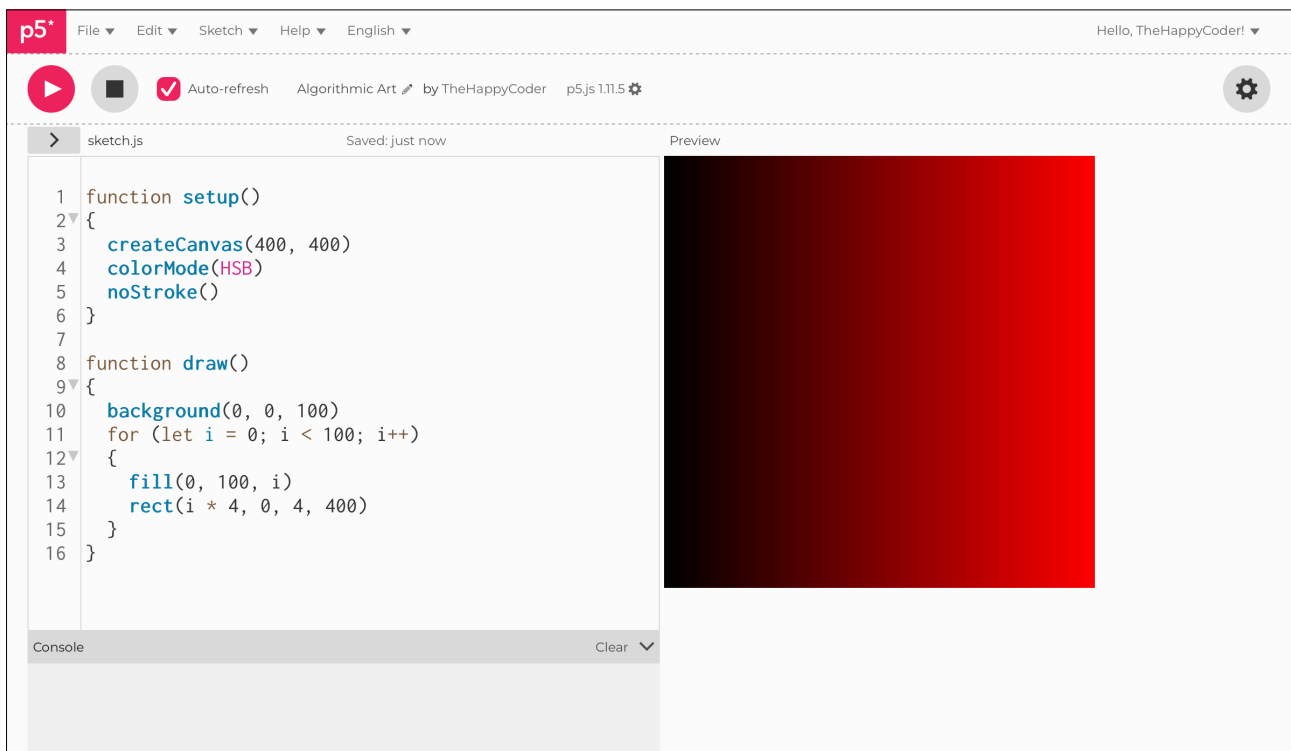 p5* File Edit Sketch Help English Hello, TheHappyCoder!
Auto-refresh Algorithmic Art by TheHappyCoder p5.js 1.11.5
sketch.js Saved: just now Preview
1 function setup()
2 {
3 createCanvas(400, 400)
4 colorMode(HSB)
5 noStroke()
6 }
7
8 function draw()
9 {
10 background(0, 0, 100)
11 for (let i = 0; i < 100; i++)
12 {
13 fill(0, 100, i)
14 rect(i * 4, 0, 4, 400)
15 }
16 }
Console Clear